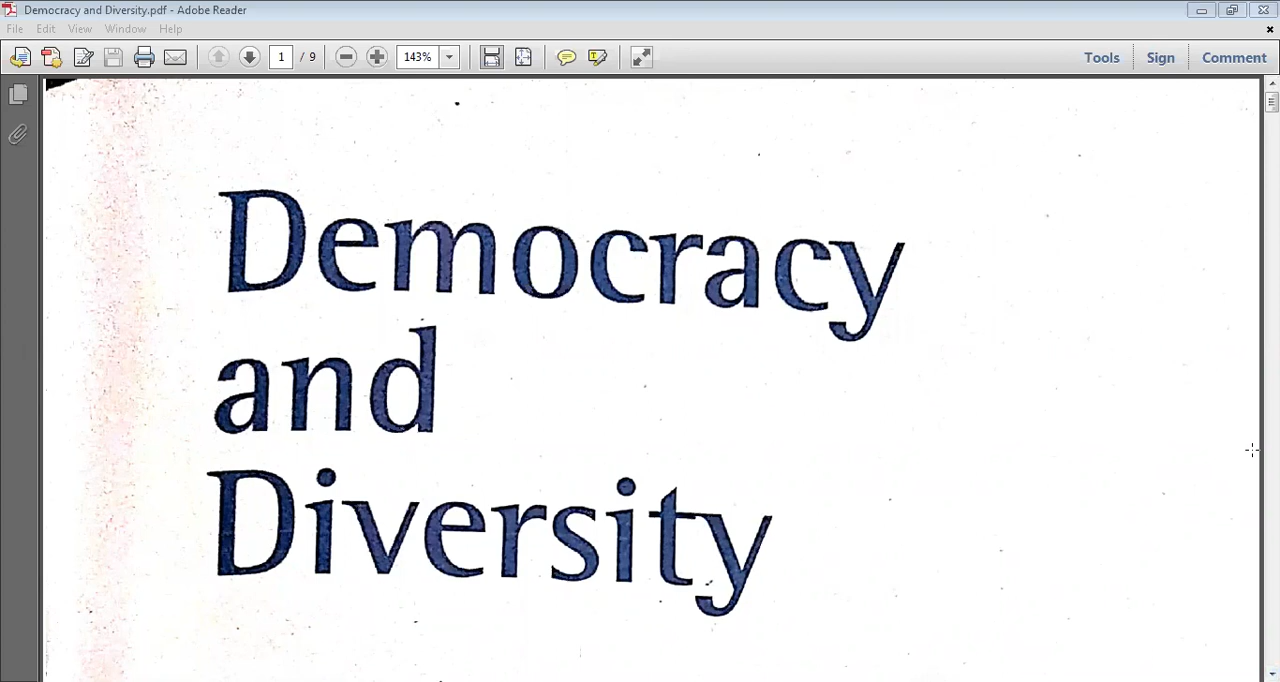 Democracy and Diversity.pdf - Adobe Reader
File Edit View Window Help
1 / 9 143% Tools Sign Comment
Democracy
and
Diversity